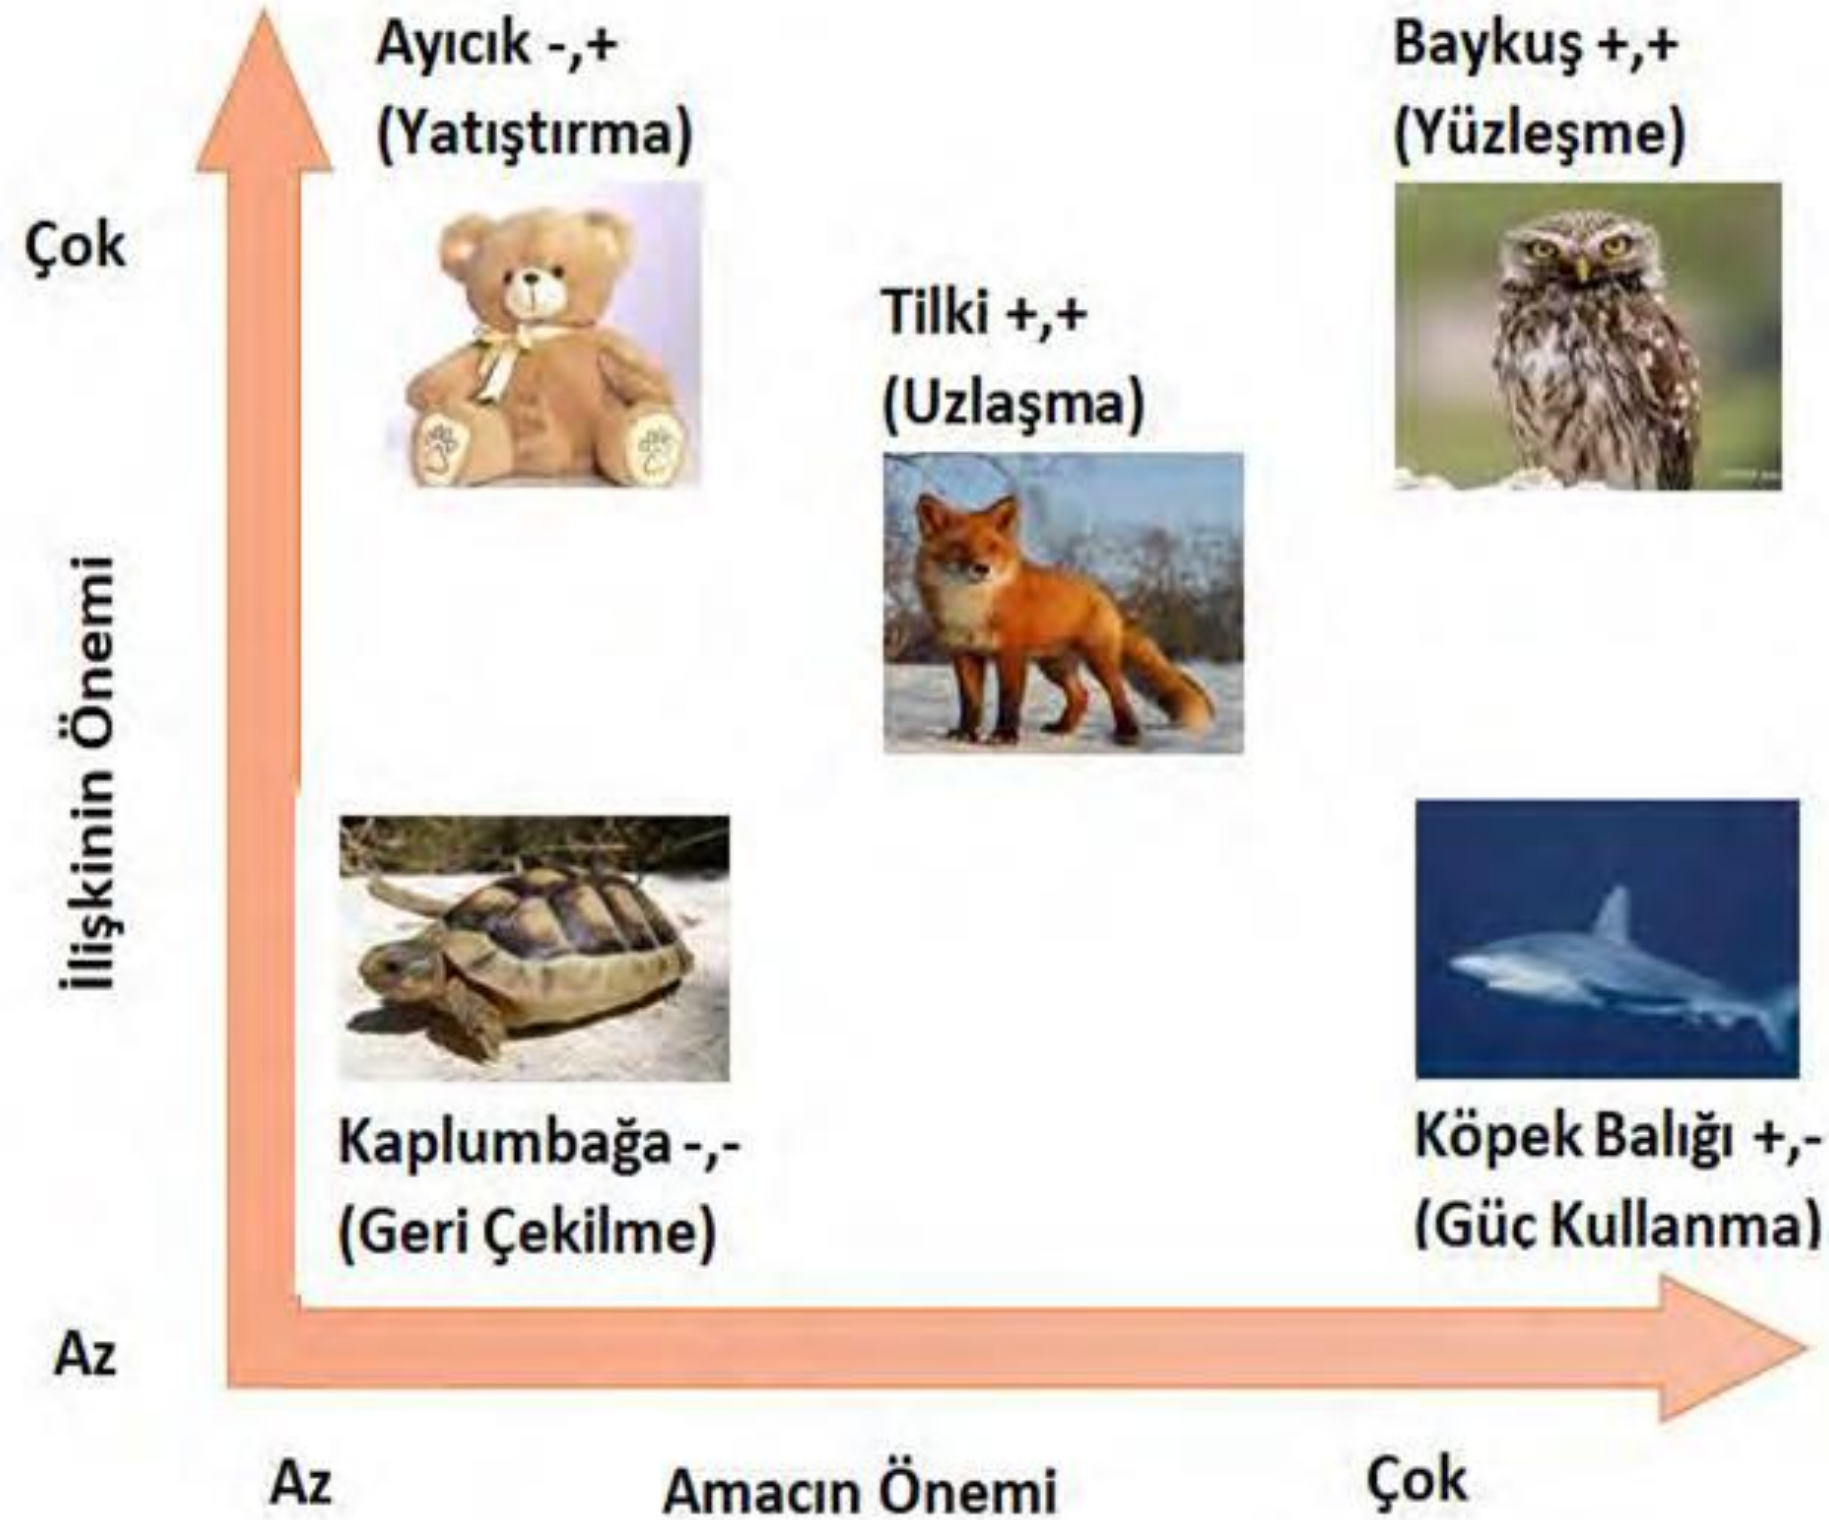 Ayıcık -,+
(Yatıştırma)
Baykuş +,+
(Yüzleşme)
Çok
Tilki +,+
(Uzlaşma)
İlişkinin Önemi
Kaplumbağa -,-
(Geri Çekilme)
Köpek Balığı +,-
(Güç Kullanma)
Az
Az
Amacın Önemi
Çok